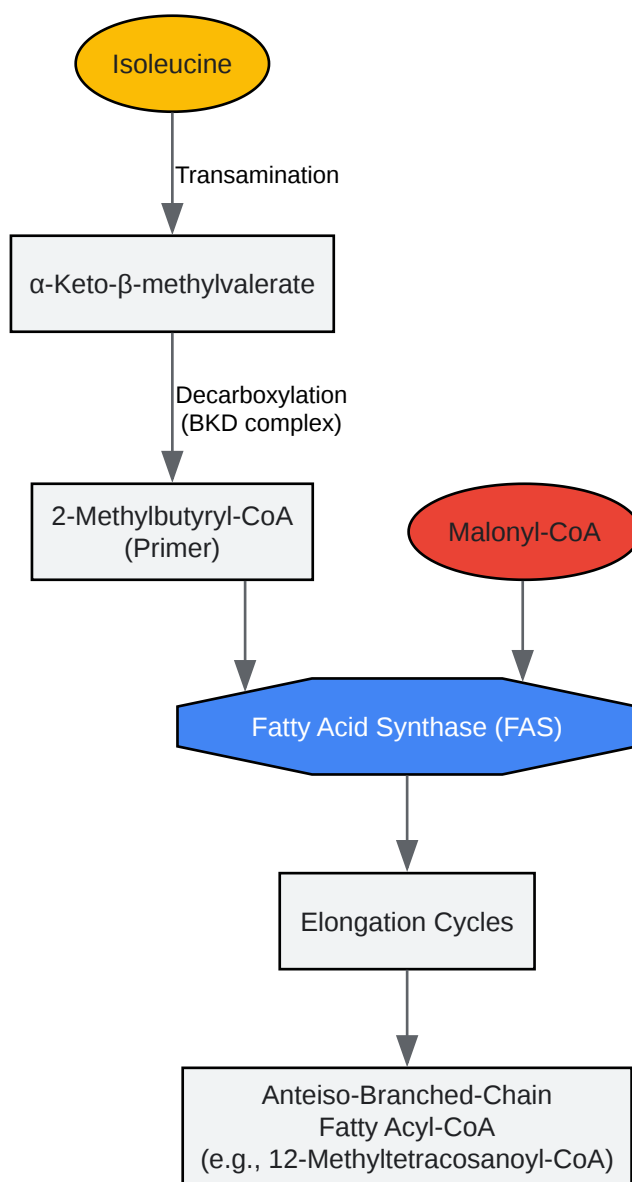 Isoleucine
Transamination
α-Keto-β-methylvalerate
Decarboxylation
(BKD complex)
2-Methylbutyryl-CoA
(Primer)
Malonyl-CoA
Fatty Acid Synthase (FAS)
Elongation Cycles
Anteiso-Branched-Chain
Fatty Acyl-CoA
(e.g., 12-Methyltetracosanoyl-CoA)